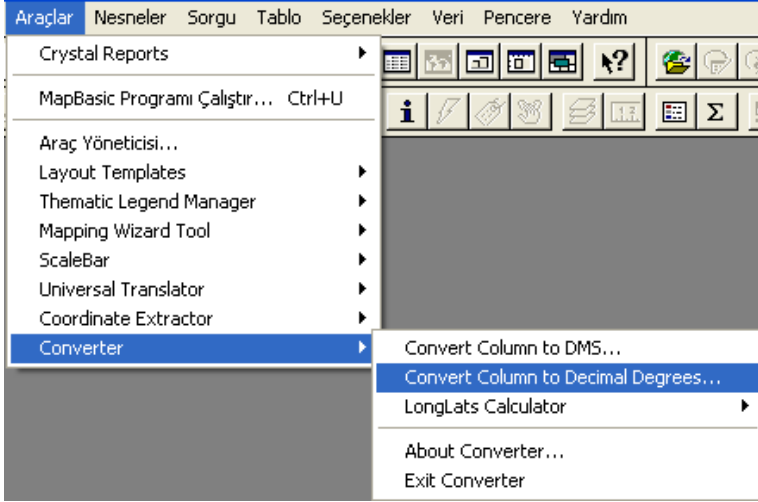 Araçlar Nesneler Sorgu Tablo Seçenekler Veri Pencere Yardım
Crystal Reports
MapBasic Programı Çalıştır... Ctrl+U
Araç Yöneticisi...
Layout Templates
Thematic Legend Manager
Mapping Wizard Tool
ScaleBar
Universal Translator
Coordinate Extractor
Converter
Convert Column to DMS...
Convert Column to Decimal Degrees...
LongLats Calculator
About Converter...
Exit Converter